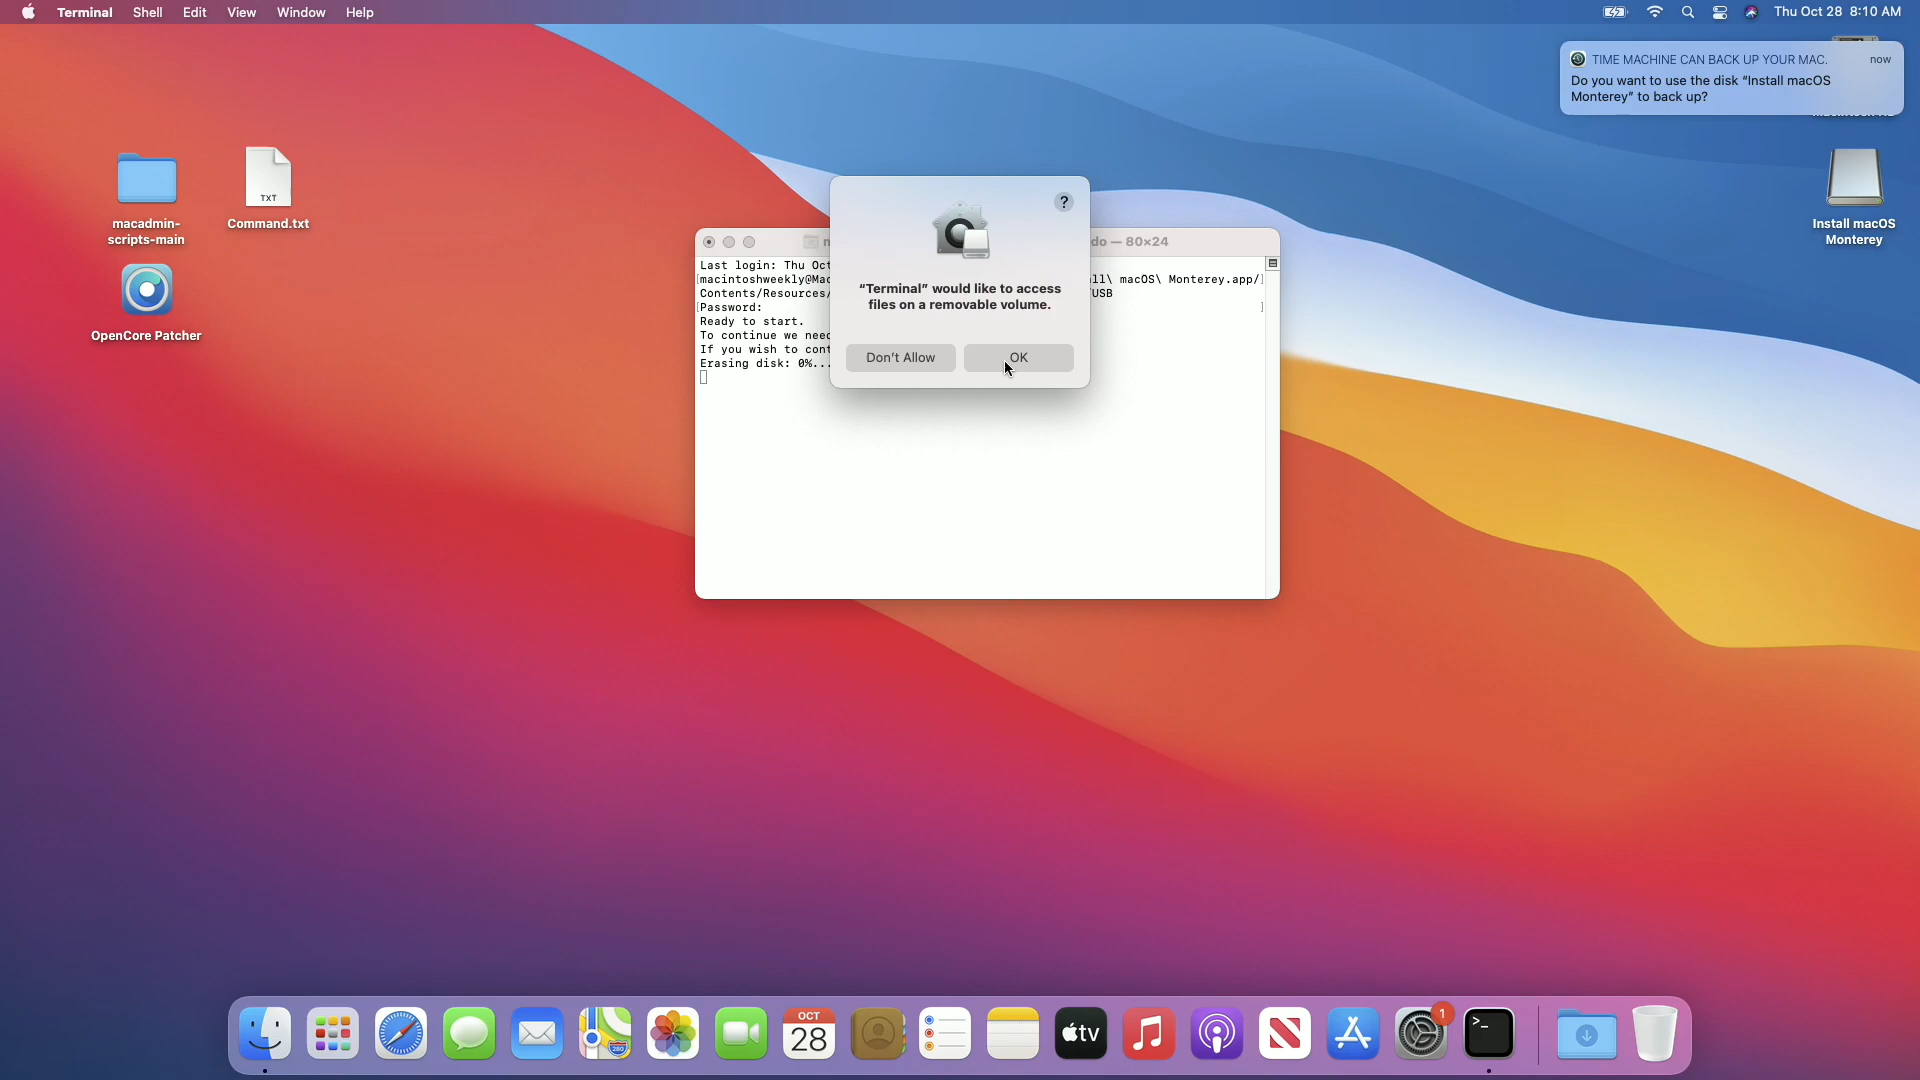 Terminal Shell Edit View Window Help
Thu Oct 28 8:10 AM
TIME MACHINE CAN BACK UP YOUR MAC. now
Do you want to use the disk “Install macOS
Monterey” to back up?
macadmin-
scripts-main
TXT
Command.txt
OpenCore Patcher
Install macOS
Monterey
?
“Terminal” would like to access
files on a removable volume.
Don't Allow
OK
do — 80×24
Last login: Thu Oct
[macintoshweekly@Mac ll\ macOS\ Monterey.app/]
Contents/Resources/ USB
[Password: ]
Ready to start.
To continue we need
If you wish to cont
Erasing disk: 0%...
OCT
28
280
tv
1
>_